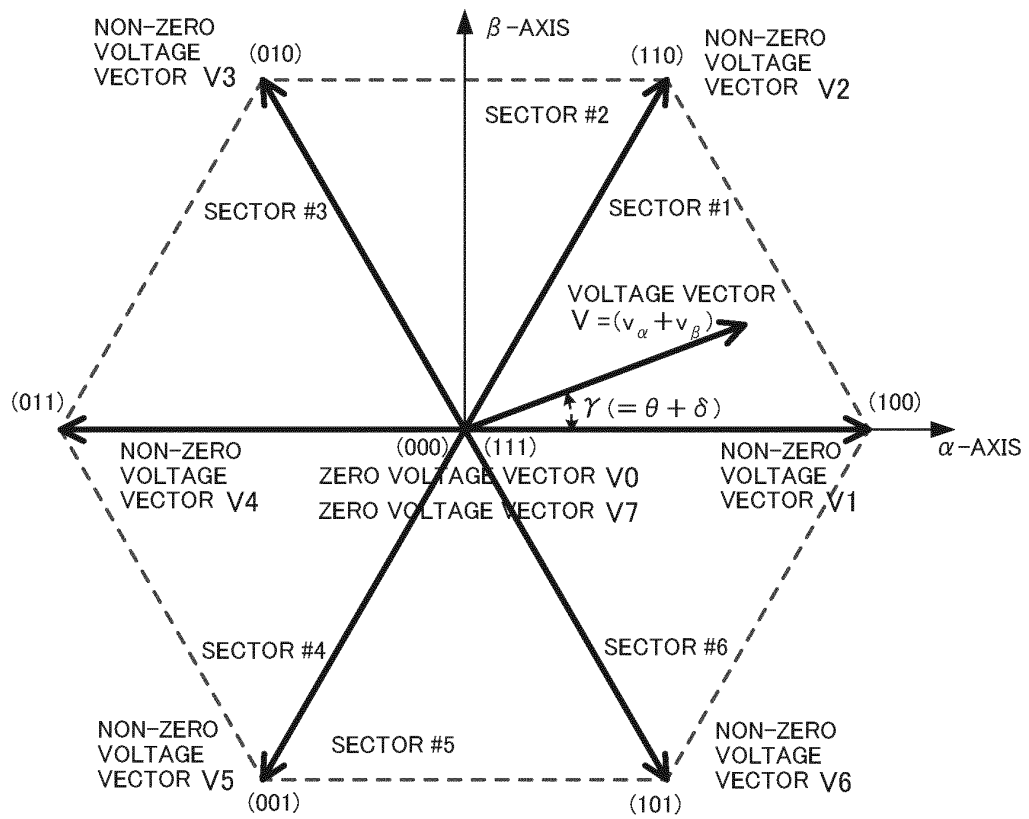 NON-ZERO
VOLTAGE
VECTOR V3
(010)
β-AXIS
(110)
NON-ZERO
VOLTAGE
VECTOR V2
SECTOR #2
SECTOR #3
SECTOR #1
VOLTAGE VECTOR
V =(vα+vβ)
γ (= θ + δ)
(011)
(100)
(000)
(111)
α-AXIS
NON-ZERO
VOLTAGE
VECTOR V4
ZERO VOLTAGE VECTOR V0
ZERO VOLTAGE VECTOR V7
NON-ZERO
VOLTAGE
VECTOR V1
SECTOR #4
SECTOR #6
SECTOR #5
NON-ZERO
VOLTAGE
VECTOR V5
(001)
(101)
NON-ZERO
VOLTAGE
VECTOR V6